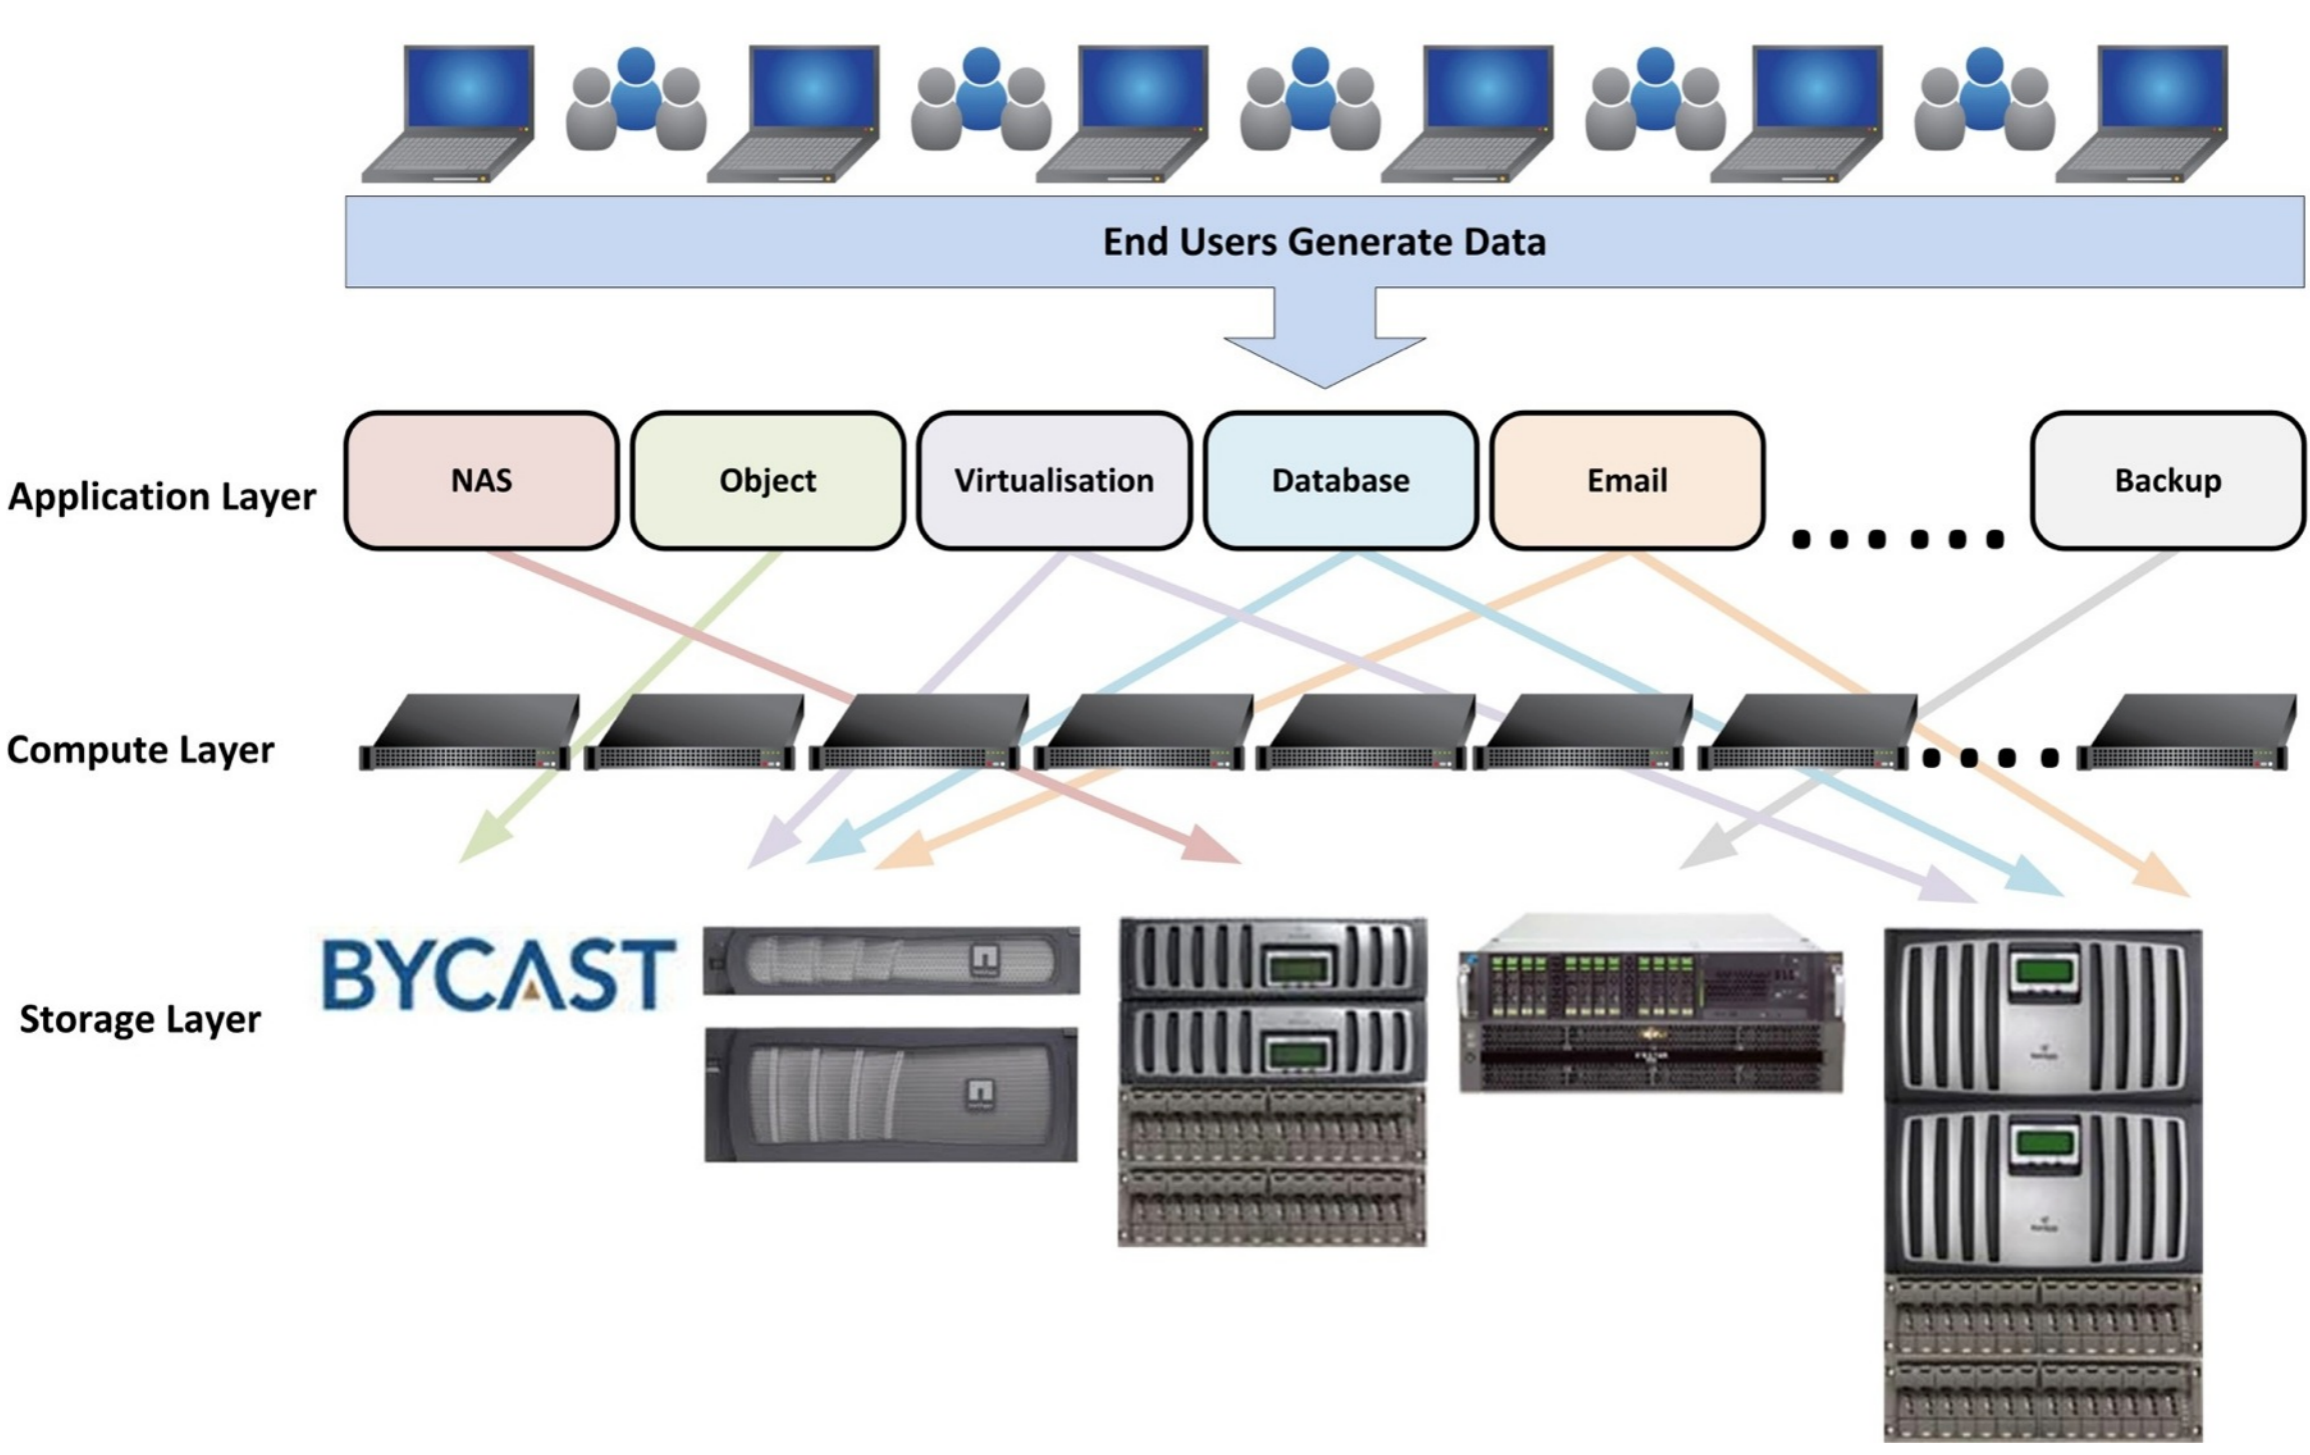 End Users Generate Data
Application Layer
NAS
Object
Virtualisation
Database
Email
Backup
Compute Layer
Storage Layer
BYCAST